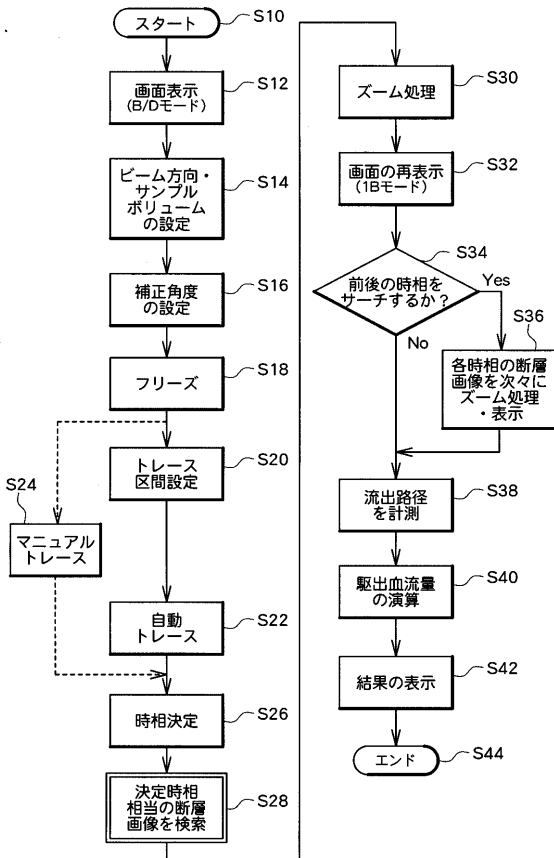 スタート
S10
画面表示
(B/Dモード)
S12
ビーム方向・
サンプル
ボリューム
の設定
S14
補正角度
の設定
S16
フリーズ
S18
トレース
区間設定
S20
S24
マニュアル
トレース
自動
トレース
S22
時相決定
S26
決定時相
相当の断層
画像を検索
S28
ズーム処理
S30
画面の再表示
(1Bモード)
S32
S34
前後の時相を
サーチするか?
Yes
No
S36
各時相の断層
画像を次々に
ズーム処理
・表示
流出路径
を計測
S38
駆出血流量
の演算
S40
結果の表示
S42
エンド
S44